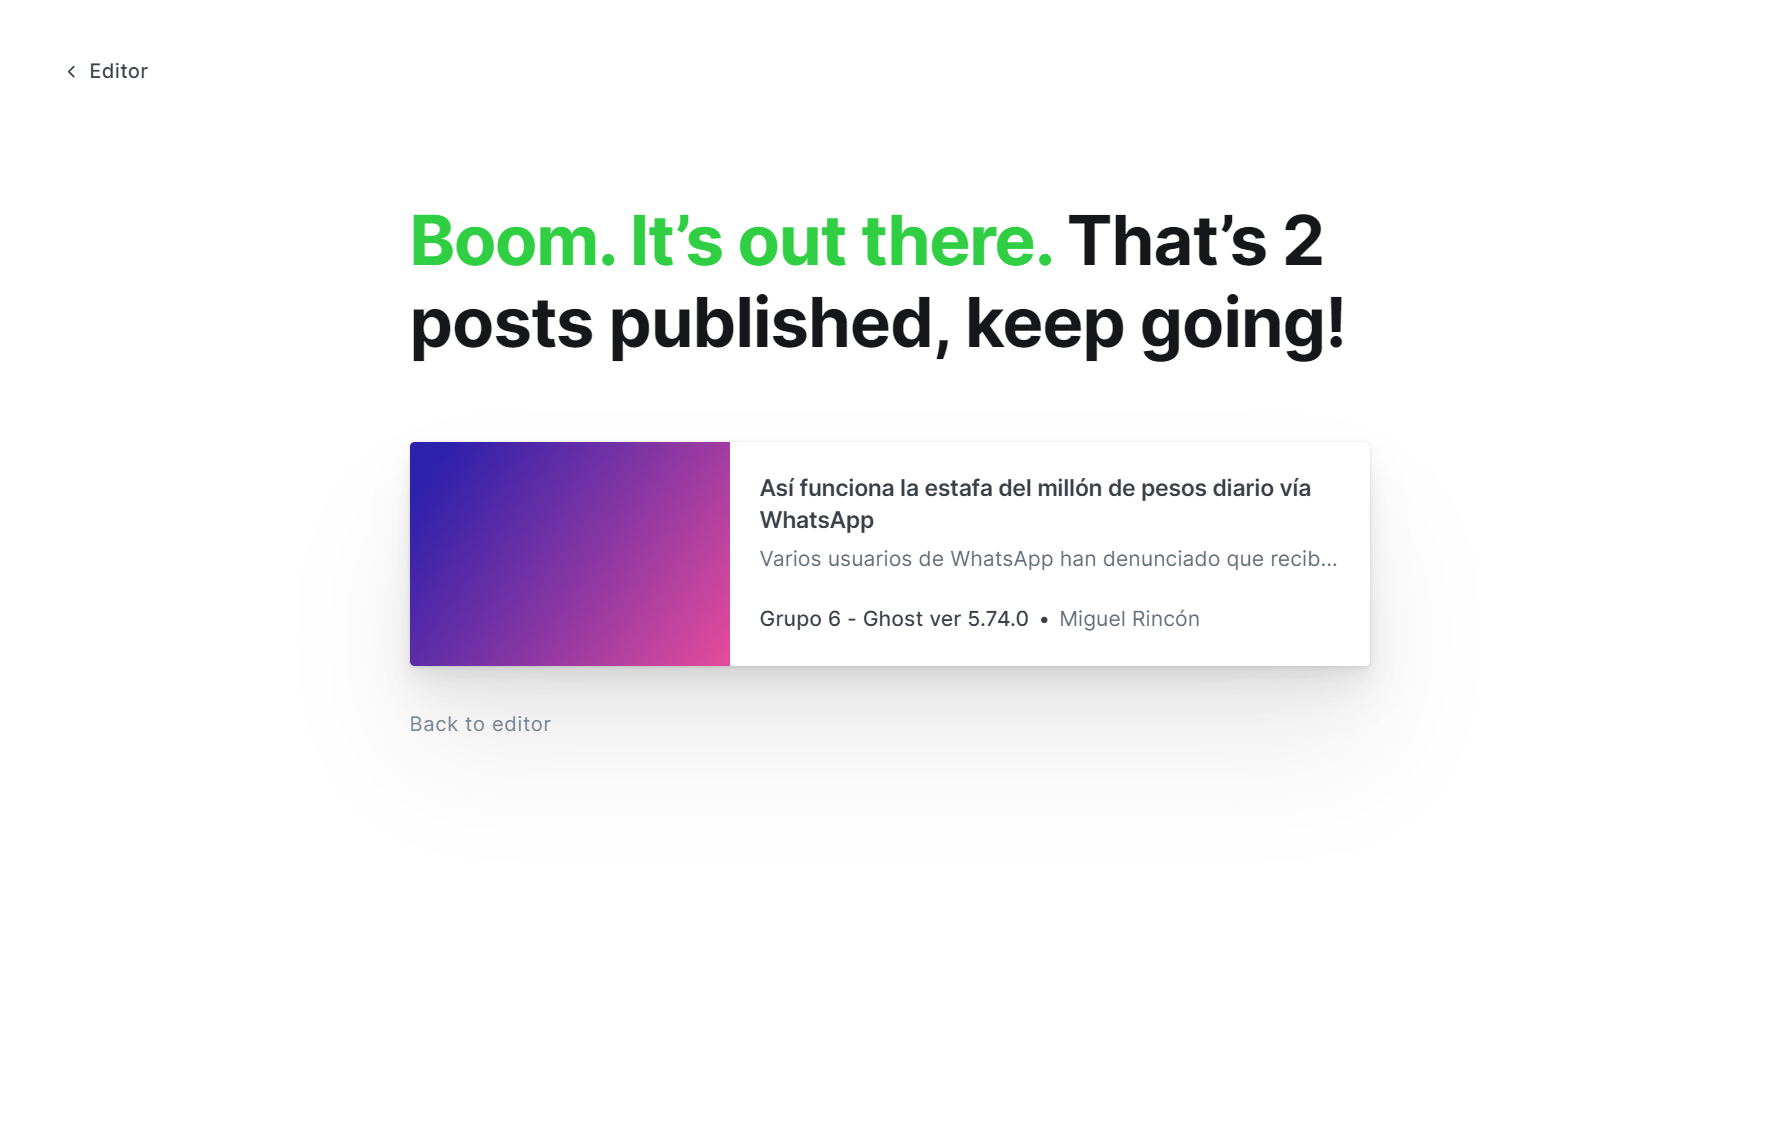 Editor
Boom. It’s out there. That’s 2
posts published, keep going!
Así funciona la estafa del millón de pesos diario vía
WhatsApp
Varios usuarios de WhatsApp han denunciado que recib...
Grupo 6 - Ghost ver 5.74.0 • Miguel Rincón
Back to editor